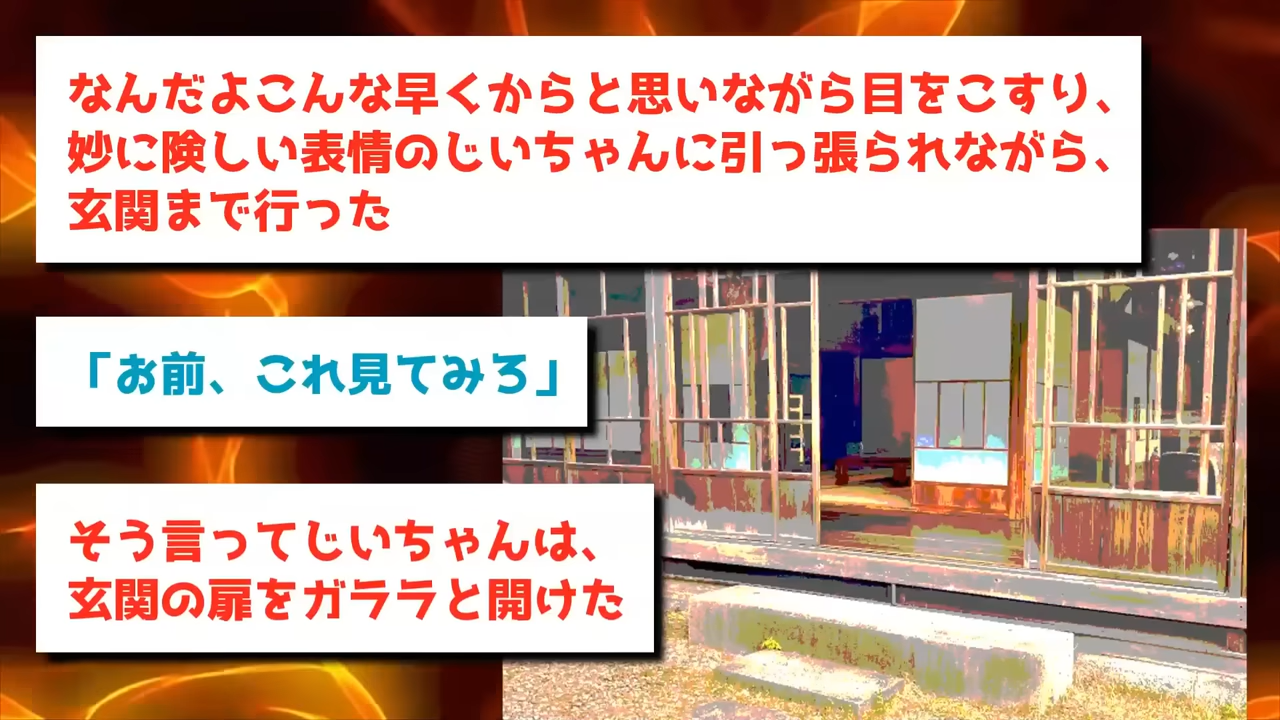 なんだよこんな早くからと思いながら目をこすり、
妙に険しい表情のじいちゃんに引っ張られながら、
玄関まで行った
「お前、これ見てみろ」
そう言ってじいちゃんは、
玄関の扉をガララと開けた